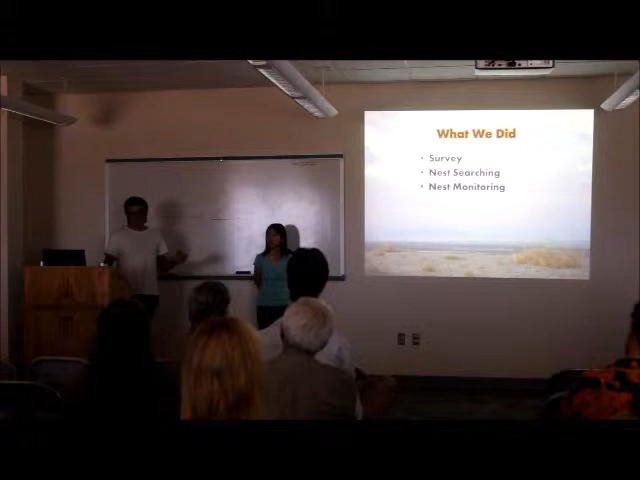 What We Did
• Survey
• Nest Searching
• Nest Monitoring